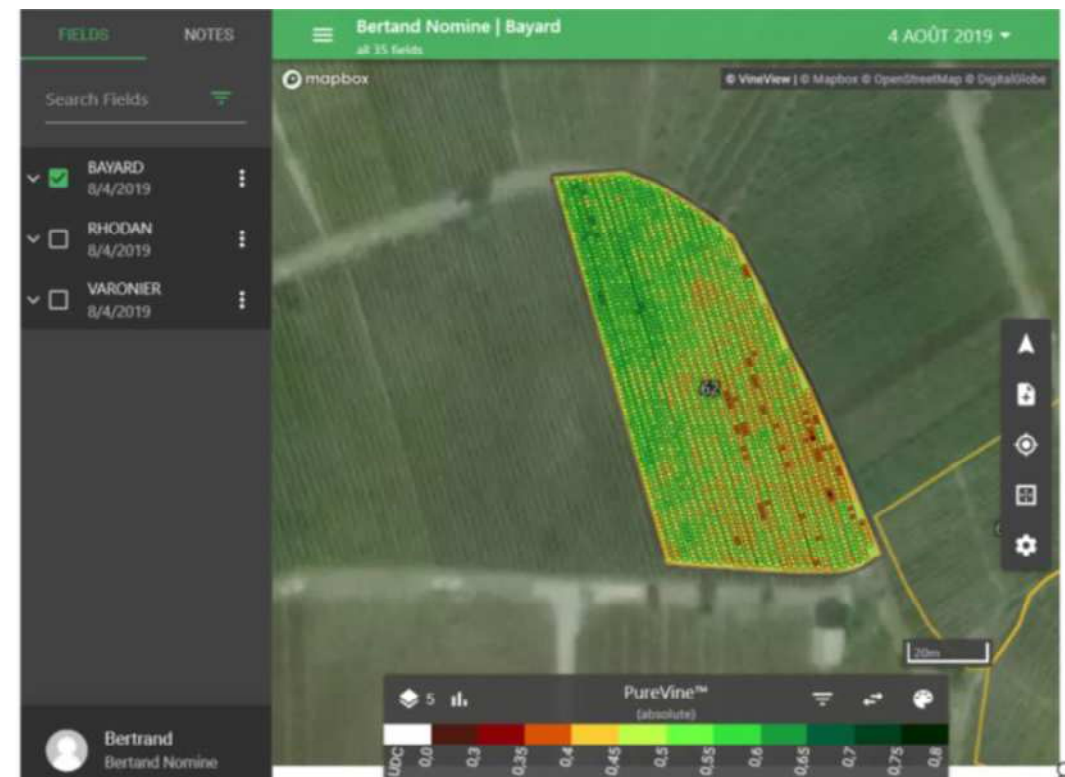 FIELDS
NOTES
Search Fields
BAYARD
8/4/2019
RHODAN
8/4/2019
VARONIER
8/4/2019
Bertrand
Bertrand Nomine
Bertand Nomine | Bayard
all 35 fields
4 AOÛT 2019
mapbox
© VineView | © Mapbox © OpenStreetMap © DigitalGlobe
20m
5
PureVine™
(absolute)
UDC 0,0 0,3 0,35 0,4 0,45 0,5 0,55 0,6 0,65 0,7 0,75 0,8